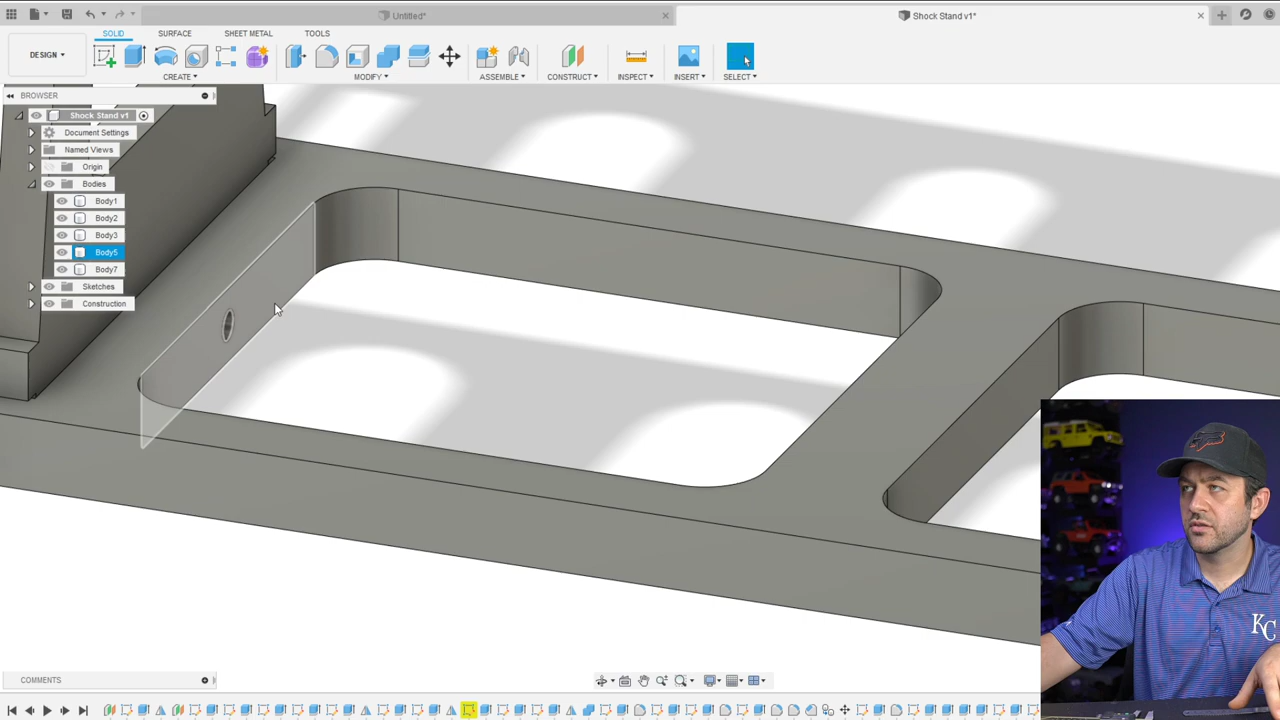 Untitled*
Shock Stand v1*
SOLID
SURFACE
SHEET METAL
TOOLS
DESIGN
CREATE
MODIFY
ASSEMBLE
CONSTRUCT
INSPECT
INSERT
SELECT
BROWSER
Shock Stand v1
Document Settings
Named Views
Origin
Bodies
Body1
Body2
Body3
Body5
Body7
Sketches
Construction
KC
COMMENTS